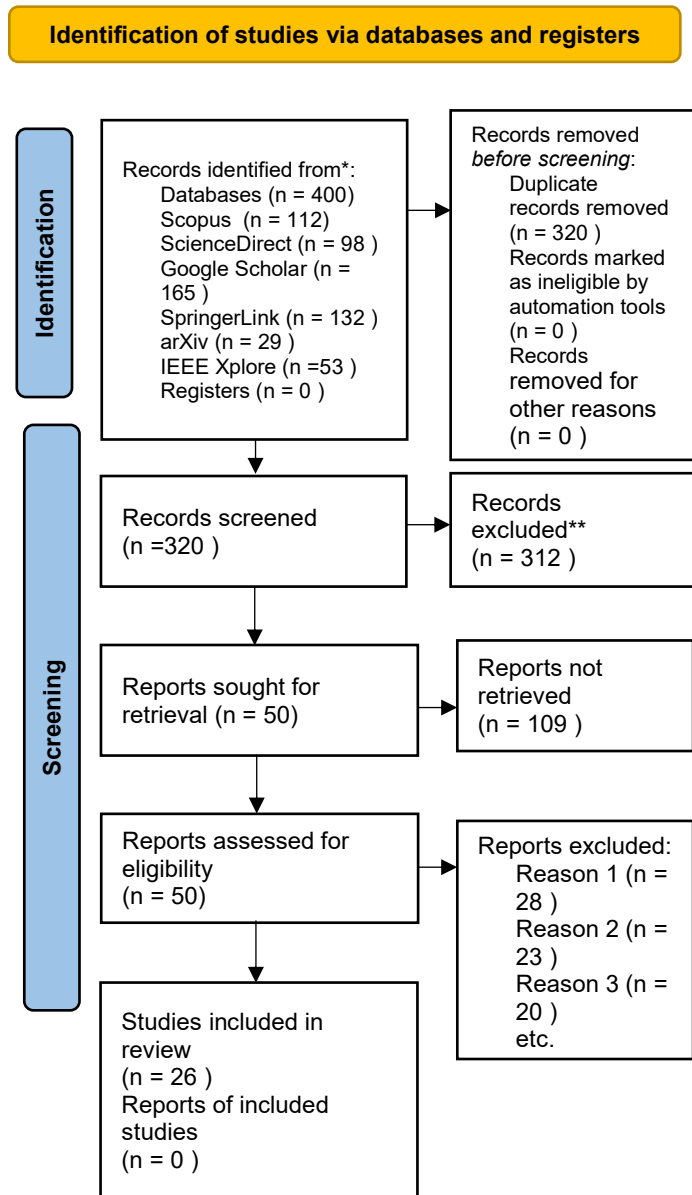 Identification of studies via databases and registers
Identification
Records identified from*:
Databases (n = 400)
Scopus (n = 112)
ScienceDirect (n = 98 )
Google Scholar (n =
165 )
SpringerLink (n = 132 )
arXiv (n = 29 )
IEEE Xplore (n =53 )
Registers (n = 0 )
Records removed
before screening:
Duplicate
records removed
(n = 320 )
Records marked
as ineligible by
automation tools
(n = 0 )
Records
removed for
other reasons
(n = 0 )
Screening
Records screened
(n =320 )
Records
excluded**
(n = 312 )
Reports sought for
retrieval (n = 50)
Reports not
retrieved
(n = 109 )
Reports assessed for
eligibility
(n = 50)
Reports excluded:
Reason 1 (n =
28 )
Reason 2 (n =
23 )
Reason 3 (n =
20 )
etc.
Studies included in
review
(n = 26 )
Reports of included
studies
(n = 0 )